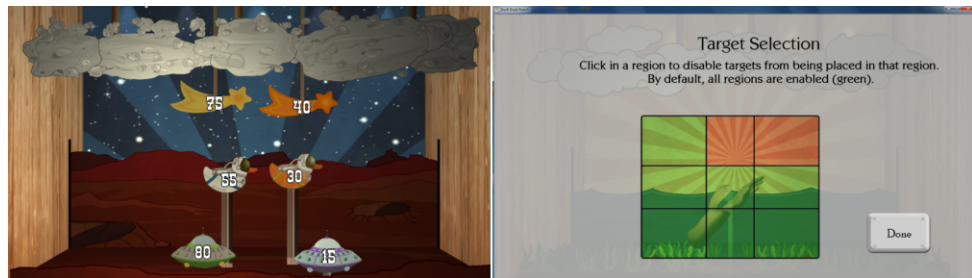 75
40
55
30
80
15
Target Selection
Click in a region to disable targets from being placed in that region.
By default, all regions are enabled (green).
Done